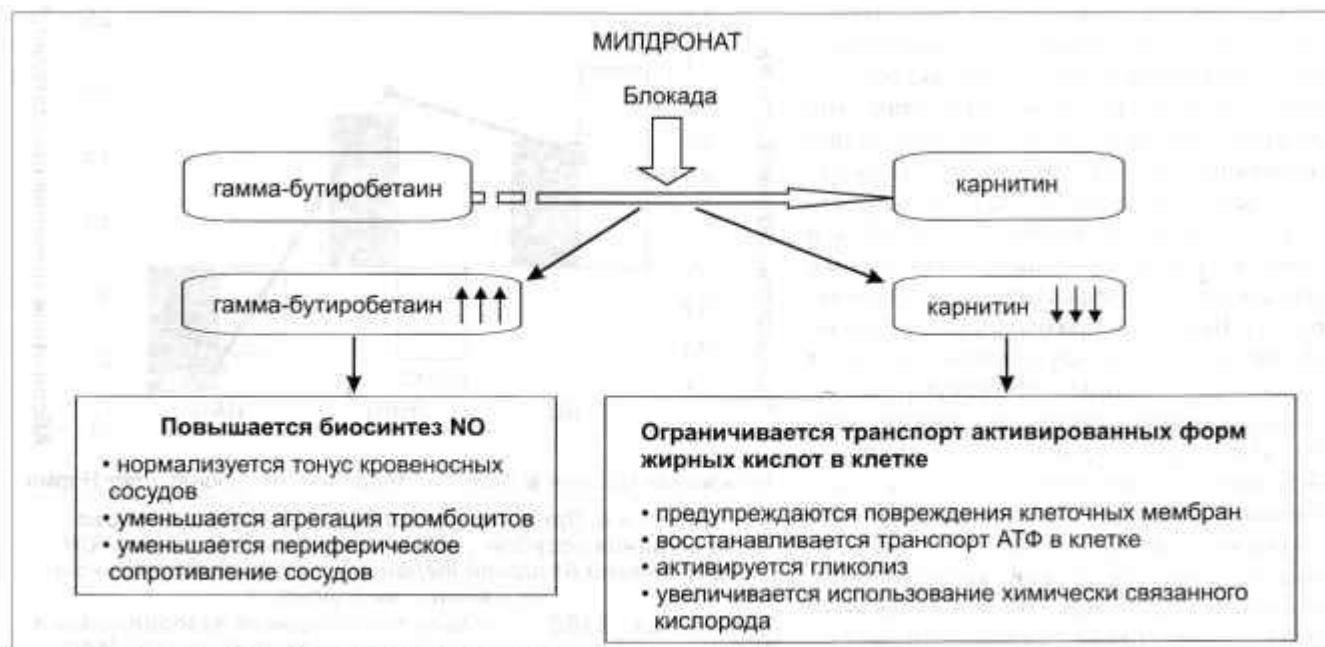 МИЛДРОНАТ
Блокада
гамма-бутиробетаин
карнитин
гамма-бутиробетаин ↑↑↑
карнитин ↓↓↓
Повышается биосинтез NO
• нормализуется тонус кровеносных
сосудов
• уменьшается агрегация тромбоцитов
• уменьшается периферическое
сопротивление сосудов
Ограничивается транспорт активированных форм
жирных кислот в клетке
• предупреждаются повреждения клеточных мембран
• восстанавливается транспорт АТФ в клетке
• активируется гликолиз
• увеличивается использование химически связанного
кислорода